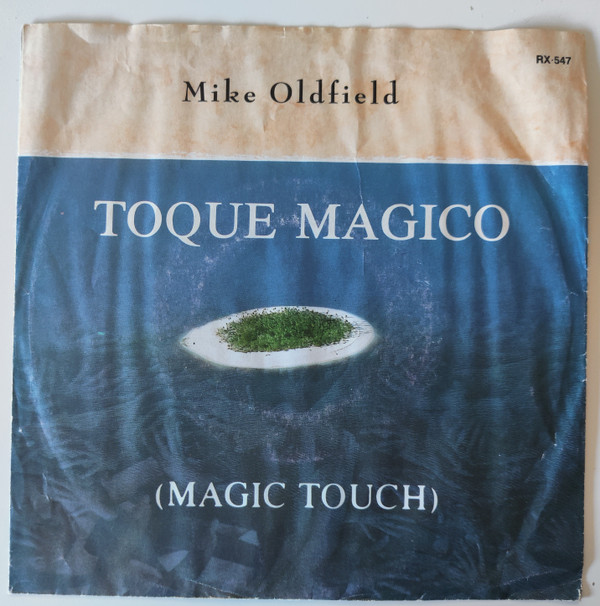 RX-547
Mike Oldfield
TOQUE MAGICO
(MAGIC TOUCH)